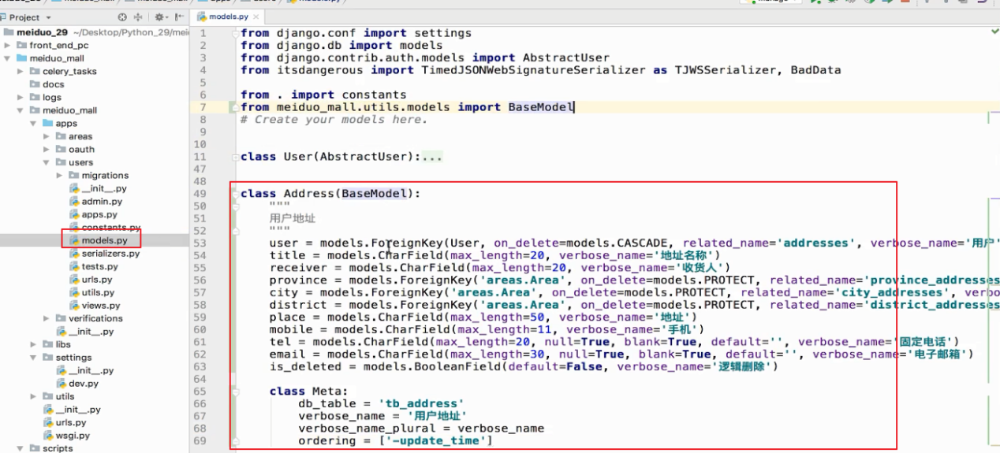 Project
models.py
meiduo_29 ~/Desktop/Python_29/mei
front_end_pc
meiduo_mall
celery_tasks
docs
logs
meiduo_mall
apps
areas
oauth
users
migrations
__init__.py
admin.py
apps.py
constants.py
models.py
serializers.py
tests.py
urls.py
utils.py
views.py
verifications
__init__.py
libs
settings
__init__.py
dev.py
utils
__init__.py
urls.py
wsgi.py
scripts
1 from django.conf import settings
2 from django.db import models
3 from django.contrib.auth.models import AbstractUser
4 from itsdangerous import TimedJSONWebSignatureSerializer as TJWSSerializer, BadData
5
6 from . import constants
7 from meiduo_mall.utils.models import BaseModel
8 # Create your models here.
9
10
11 class User(AbstractUser):...
47
48
49 class Address(BaseModel):
50 """
51 用户地址
52 """
53 user = models.ForeignKey(User, on_delete=models.CASCADE, related_name='addresses', verbose_name='用户'
54 title = models.CharField(max_length=20, verbose_name='地址名称')
55 receiver = models.CharField(max_length=20, verbose_name='收货人')
56 province = models.ForeignKey('areas.Area', on_delete=models.PROTECT, related_name='province_addresses
57 city = models.ForeignKey('areas.Area', on_delete=models.PROTECT, related_name='city_addresses', verbo
58 district = models.ForeignKey('areas.Area', on_delete=models.PROTECT, related_name='district_addresses
59 place = models.CharField(max_length=50, verbose_name='地址')
60 mobile = models.CharField(max_length=11, verbose_name='手机')
61 tel = models.CharField(max_length=20, null=True, blank=True, default='', verbose_name='固定电话')
62 email = models.CharField(max_length=30, null=True, blank=True, default='', verbose_name='电子邮箱')
63 is_deleted = models.BooleanField(default=False, verbose_name='逻辑删除')
64
65 class Meta:
66 db_table = 'tb_address'
67 verbose_name = '用户地址'
68 verbose_name_plural = verbose_name
69 ordering = ['-update_time']